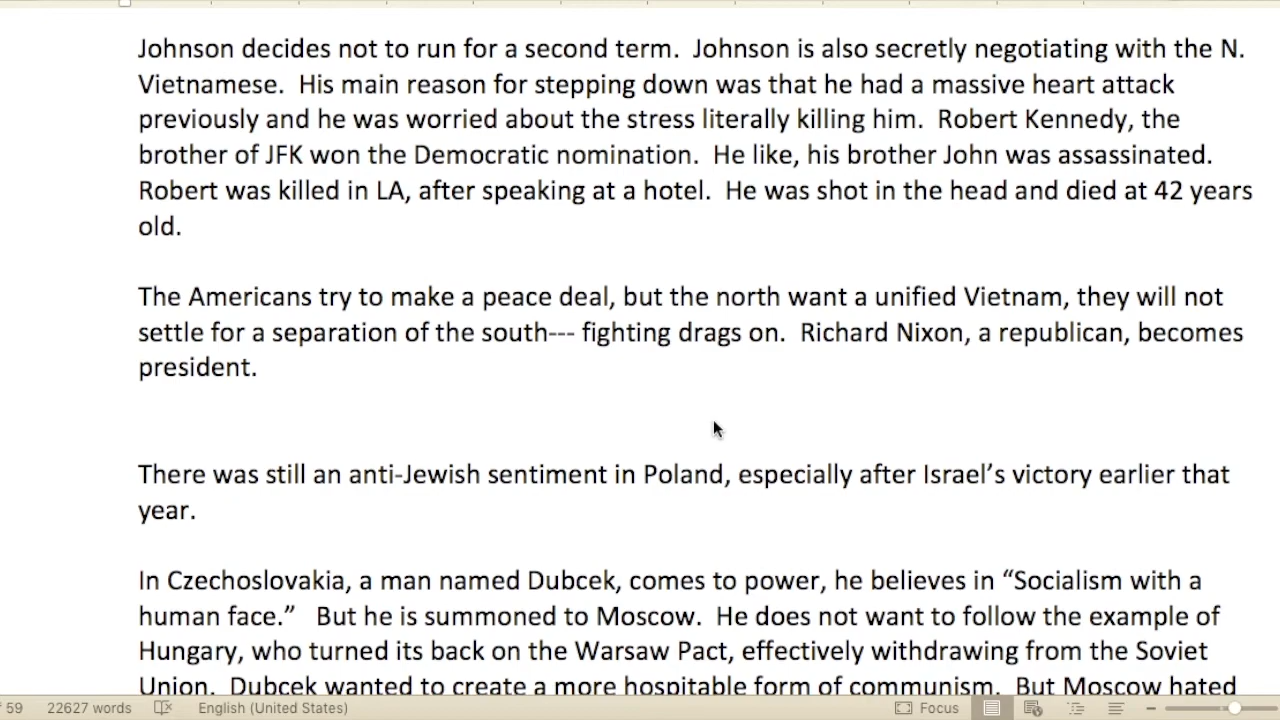 Johnson decides not to run for a second term.  Johnson is also secretly negotiating with the N.
Vietnamese.  His main reason for stepping down was that he had a massive heart attack
previously and he was worried about the stress literally killing him.  Robert Kennedy, the
brother of JFK won the Democratic nomination.  He like, his brother John was assassinated.
Robert was killed in LA, after speaking at a hotel.  He was shot in the head and died at 42 years
old.
The Americans try to make a peace deal, but the north want a unified Vietnam, they will not
settle for a separation of the south--- fighting drags on.  Richard Nixon, a republican, becomes
president.
There was still an anti-Jewish sentiment in Poland, especially after Israel’s victory earlier that
year.
In Czechoslovakia, a man named Dubcek, comes to power, he believes in “Socialism with a
human face.”   But he is summoned to Moscow.  He does not want to follow the example of
Hungary, who turned its back on the Warsaw Pact, effectively withdrawing from the Soviet
Union.  Dubcek wanted to create a more hospitable form of communism.  But Moscow hated
f 59 22627 words English (United States) Focus